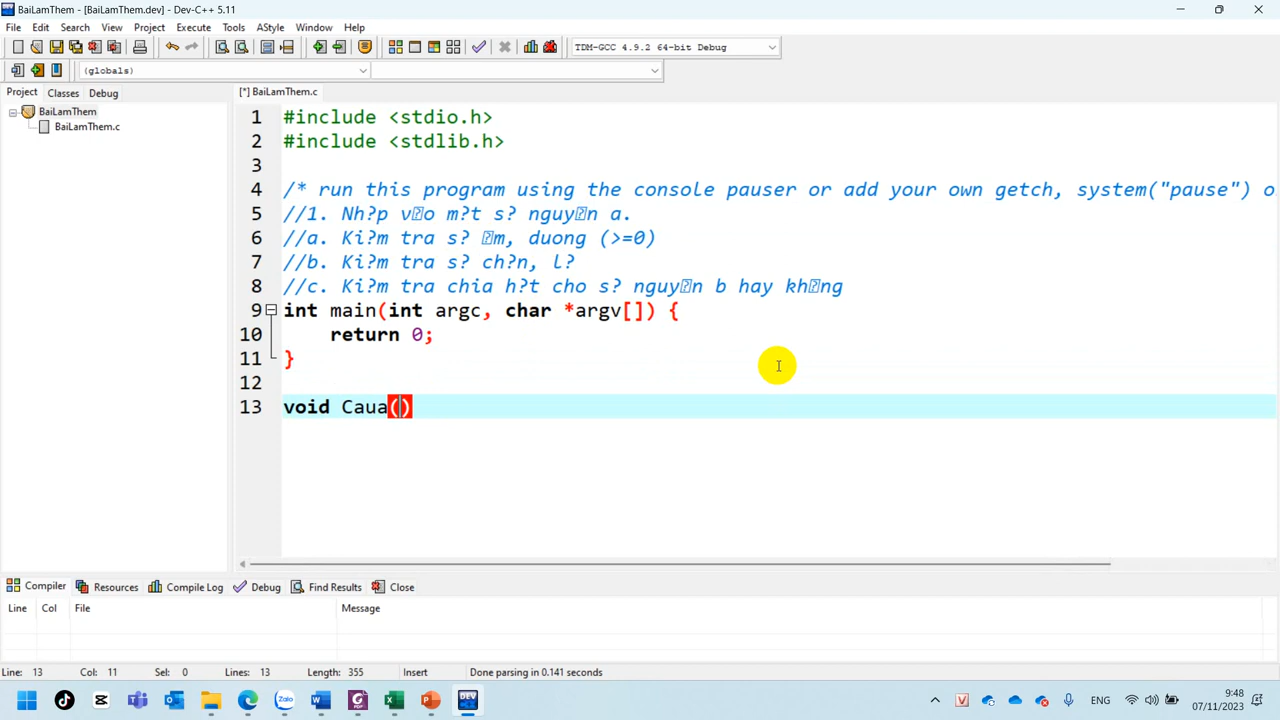 BaiLamThem - [BaiLamThem.dev] - Dev-C++ 5.11
File Edit Search View Project Execute Tools AStyle Window Help
TDM-GCC 4.9.2 64-bit Debug
(globals)
Project Classes Debug
[*] BaiLamThem.c
BaiLamThem
BaiLamThem.c
1 #include <stdio.h>
2 #include <stdlib.h>
3
4 /* run this program using the console pauser or add your own getch, system("pause") o
5 //1. Nh?p v�o m?t s? nguy�n a.
6 //a. Ki?m tra s? �m, duong (>=0)
7 //b. Ki?m tra s? ch?n, l?
8 //c. Ki?m tra chia h?t cho s? nguy�n b hay kh�ng
9 int main(int argc, char *argv[]) {
10 return 0;
11 }
12
13 void Caua()
Compiler Resources Compile Log Debug Find Results Close
Line Col File Message
Line: 13 Col: 11 Sel: 0 Lines: 13 Length: 355 Insert Done parsing in 0.141 seconds
Zalo
PDF
DEV
V
ENG
9:48
07/11/2023